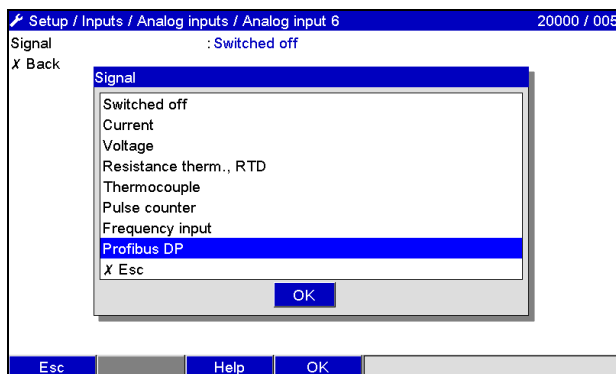 Setup / Inputs / Analog inputs / Analog input 6 20000 / 005
Signal : Switched off
X Back
Signal
Switched off
Current
Voltage
Resistance therm., RTD
Thermocouple
Pulse counter
Frequency input
Profibus DP
X Esc
OK
Esc Help OK